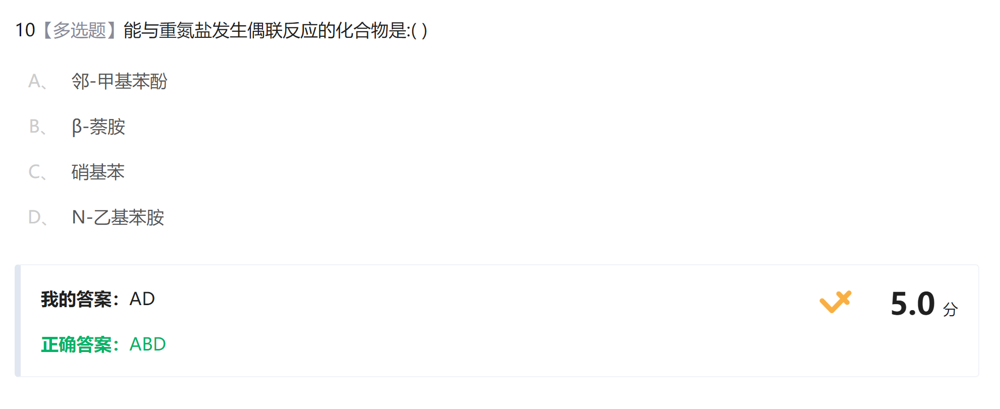 10【多选题】能与重氮盐发生偶联反应的化合物是:( )
A、 邻-甲基苯酚
B、 β-萘胺
C、 硝基苯
D、 N-乙基苯胺
我的答案：AD 5.0 分
正确答案：ABD